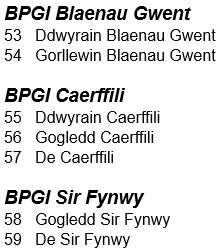 BPGI Blaenau Gwent
53 Ddwyrain Blaenau Gwent
54 Gorllewin Blaenau Gwent
BPGI Caerffili
55 Ddwyrain Caerffili
56 Gogledd Caerffili
57 De Caerffili
BPGI Sir Fynwy
58 Gogledd Sir Fynwy
59 De Sir Fynwy